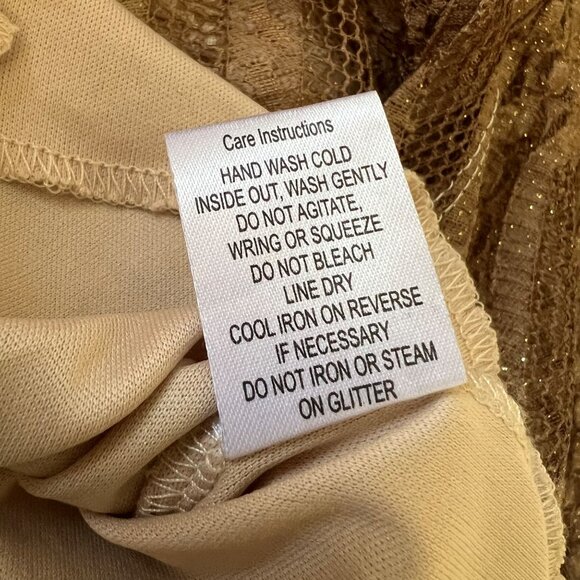 Care Instructions
HAND WASH COLD
INSIDE OUT, WASH GENTLY
DO NOT AGITATE,
WRING OR SQUEEZE
DO NOT BLEACH
LINE DRY
COOL IRON ON REVERSE
IF NECESSARY
DO NOT IRON OR STEAM
ON GLITTER